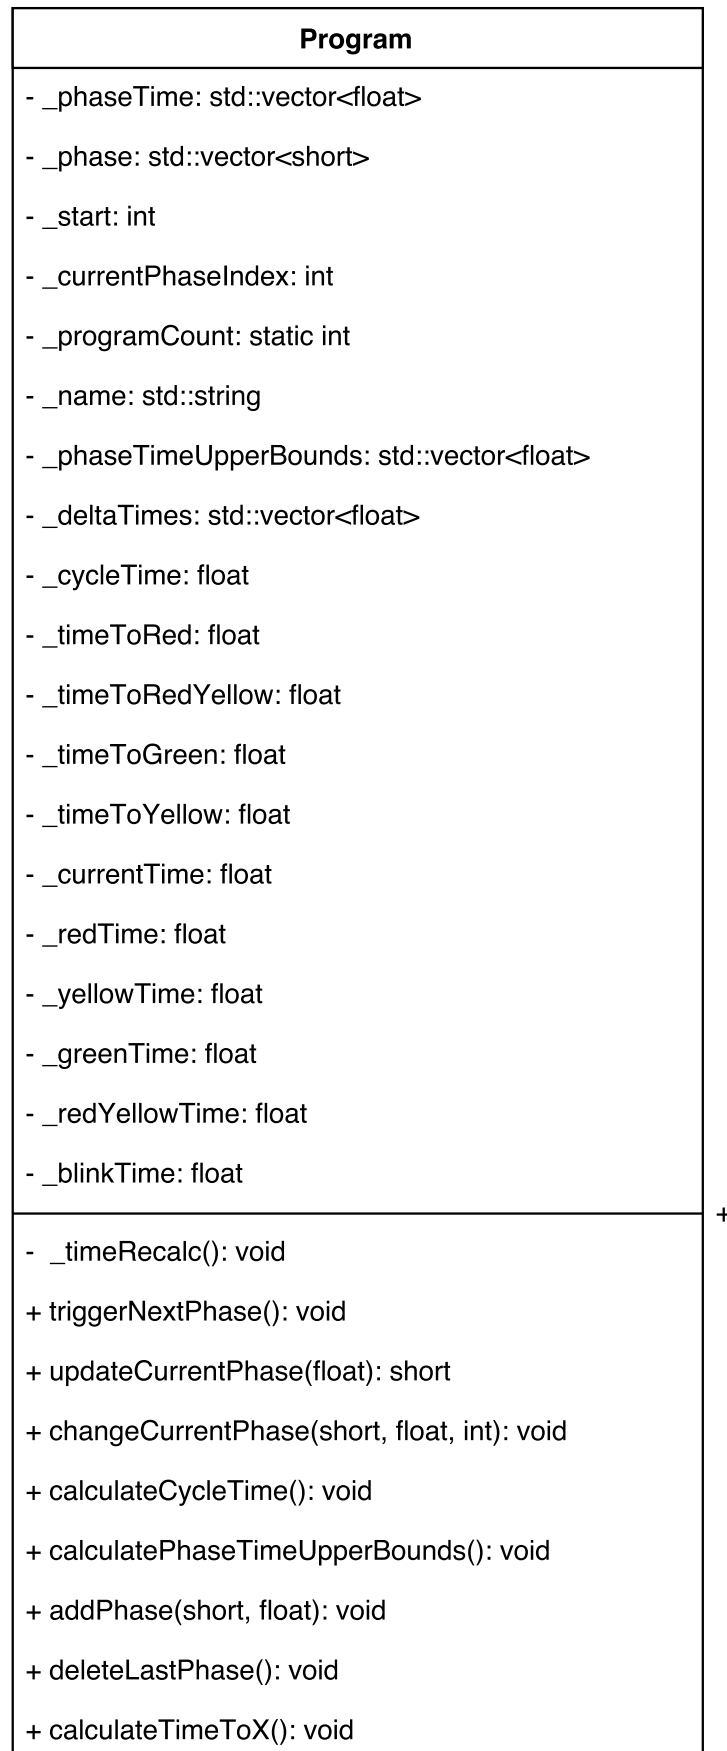 Program
- _phaseTime: std::vector<float>
- _phase: std::vector<short>
- _start: int
- _currentPhaseIndex: int
- _programCount: static int
- _name: std::string
- _phaseTimeUpperBounds: std::vector<float>
- _deltaTimes: std::vector<float>
- _cycleTime: float
- _timeToRed: float
- _timeToRedYellow: float
- _timeToGreen: float
- _timeToYellow: float
- _currentTime: float
- _redTime: float
- _yellowTime: float
- _greenTime: float
- _redYellowTime: float
- _blinkTime: float
+
- _timeRecalc(): void
+ triggerNextPhase(): void
+ updateCurrentPhase(float): short
+ changeCurrentPhase(short, float, int): void
+ calculateCycleTime(): void
+ calculatePhaseTimeUpperBounds(): void
+ addPhase(short, float): void
+ deleteLastPhase(): void
+ calculateTimeToX(): void